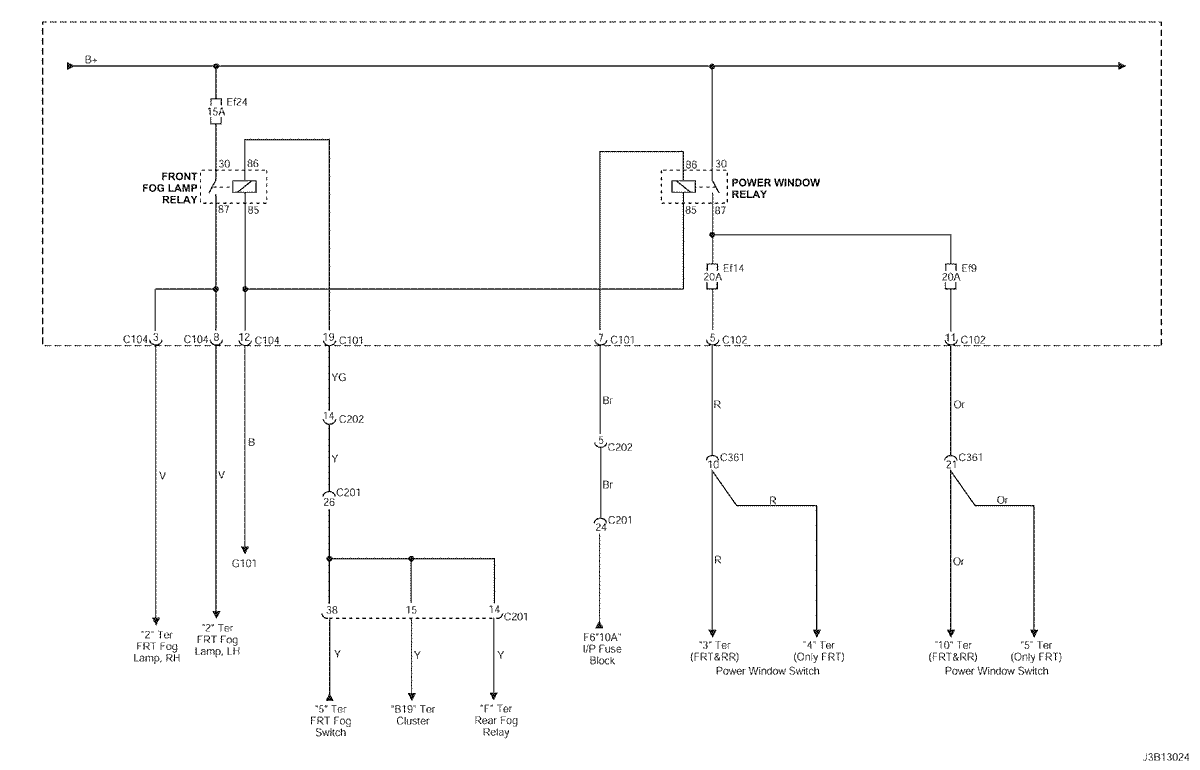 B+
Ef24
15A
30 86
FRONT
FOG LAMP
RELAY
87 85
86 30
POWER WINDOW
RELAY
85 87
Ef14
20A
Ef9
20A
C104 3
C104 8
12 C104
19 C101
7 C101
5 C102
11 C102
YG
Br
R
Or
14 C202
5 C202
B
Y
C361
10
C361
21
V
V
Br
C201
26
R
Or
C201
24
G101
R
Or
38
15
14 C201
"2" Ter
FRT Fog
Lamp, RH
"2" Ter
FRT Fog
Lamp, LH
F6"10A"
I/P Fuse
Block
"3" Ter
(FRT&RR)
"4" Ter
(Only FRT)
Power Window Switch
"10" Ter
(FRT&RR)
"5" Ter
(Only FRT)
Power Window Switch
Y
Y
Y
"5" Ter
FRT Fog
Switch
"B19" Ter
Cluster
"F" Ter
Rear Fog
Relay
J3B13024